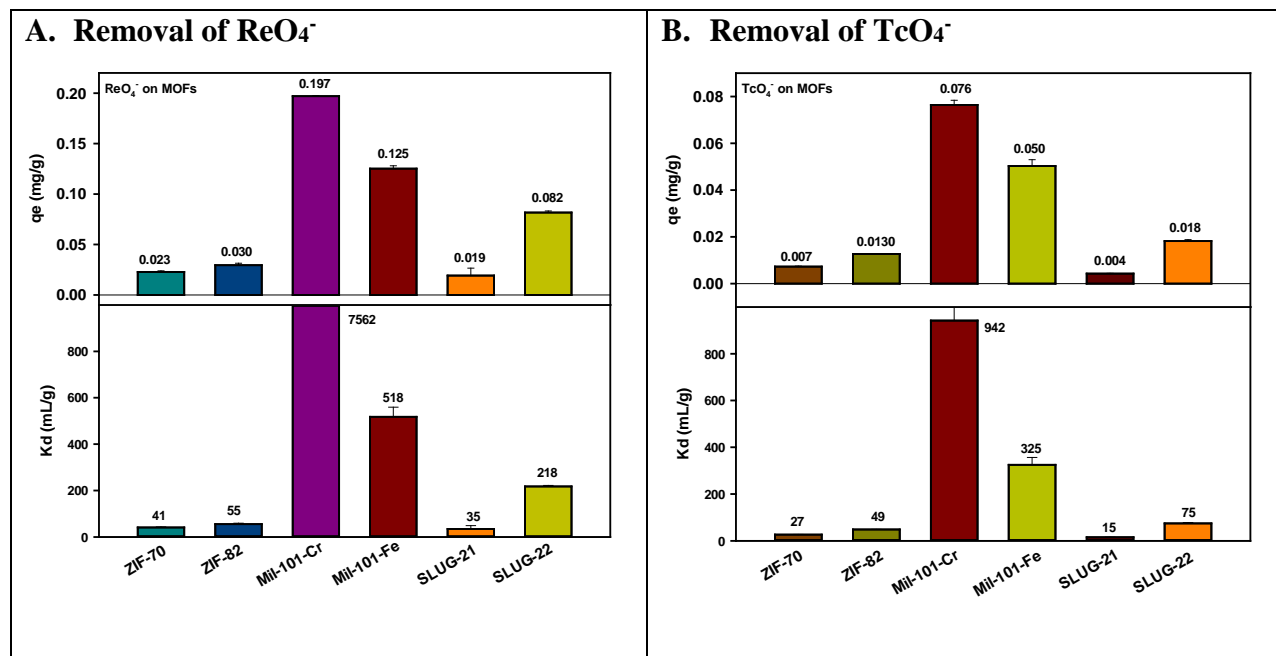 A. Removal of ReO₄⁻
ReO₄⁻ on MOFs
qe (mg/g)
0.20
0.15
0.10
0.05
0.00
0.023
0.030
0.197
0.125
0.019
0.082
Kd (mL/g)
800
600
400
200
0
41
55
7562
518
35
218
ZIF-70
ZIF-82
Mil-101-Cr
Mil-101-Fe
SLUG-21
SLUG-22
B. Removal of TcO₄⁻
TcO₄⁻ on MOFs
qe (mg/g)
0.08
0.06
0.04
0.02
0.00
0.007
0.0130
0.076
0.050
0.004
0.018
Kd (mL/g)
800
600
400
200
0
27
49
942
325
15
75
ZIF-70
ZIF-82
Mil-101-Cr
Mil-101-Fe
SLUG-21
SLUG-22